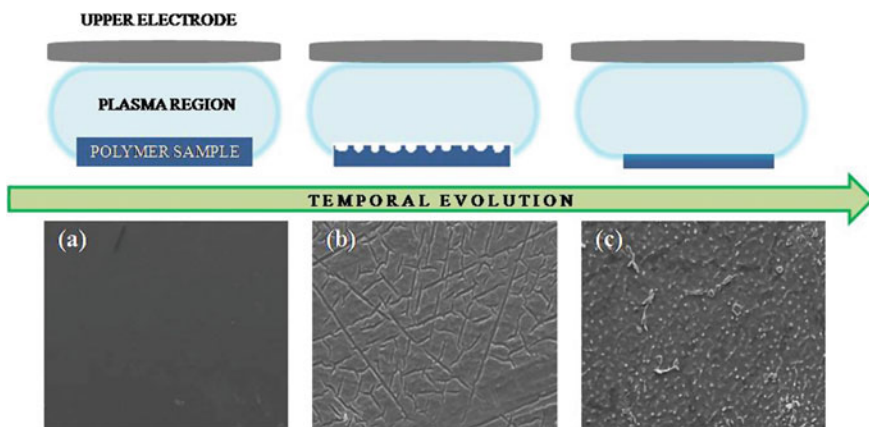 UPPER ELECTRODE
PLASMA REGION
POLYMER SAMPLE
TEMPORAL EVOLUTION
(a)
(b)
(c)